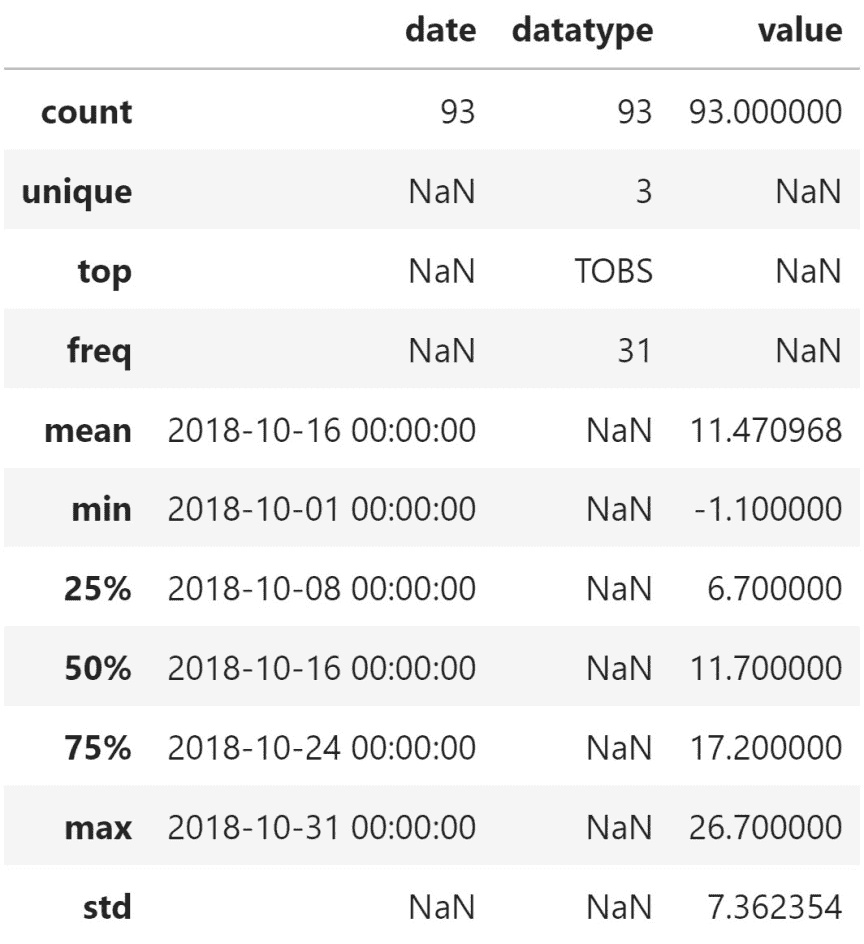 date datatype value
count 93 93 93.000000
unique NaN 3 NaN
top NaN TOBS NaN
freq NaN 31 NaN
mean 2018-10-16 00:00:00 NaN 11.470968
min 2018-10-01 00:00:00 NaN -1.100000
25% 2018-10-08 00:00:00 NaN 6.700000
50% 2018-10-16 00:00:00 NaN 11.700000
75% 2018-10-24 00:00:00 NaN 17.200000
max 2018-10-31 00:00:00 NaN 26.700000
std NaN NaN 7.362354